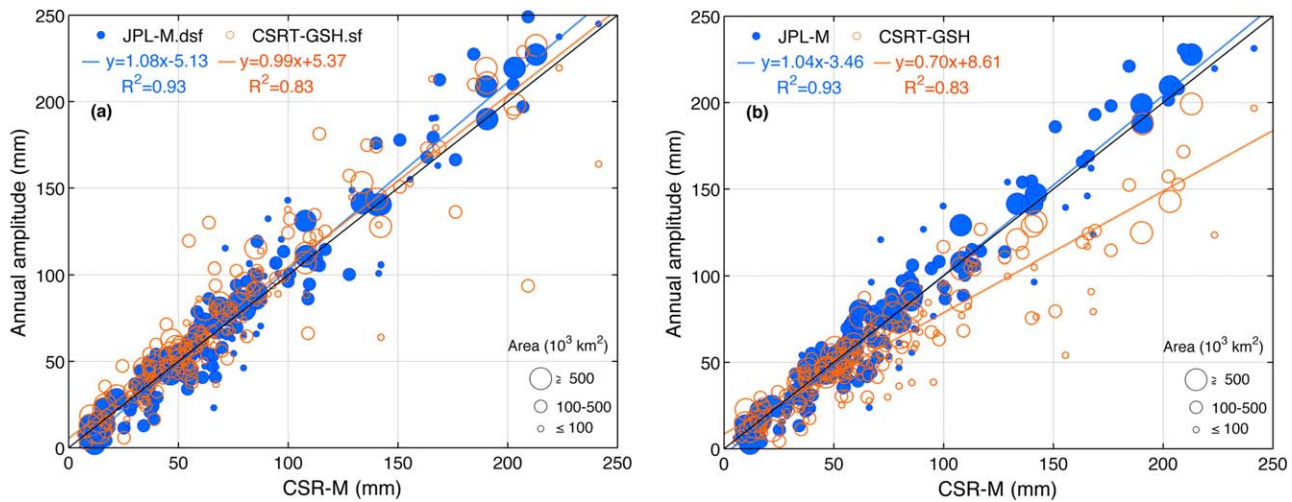 JPL-M.dsf CSRT-GSH.sf
y=1.08x-5.13 y=0.99x+5.37
R²=0.93 R²=0.83
(a)
Annual amplitude (mm)
250
200
150
100
50
0
Area (10³ km²)
≥ 500
100-500
≤ 100
0 50 100 150 200 250
CSR-M (mm)
JPL-M CSRT-GSH
y=1.04x-3.46 y=0.70x+8.61
R²=0.93 R²=0.83
(b)
Annual amplitude (mm)
250
200
150
100
50
0
Area (10³ km²)
≥ 500
100-500
≤ 100
0 50 100 150 200 250
CSR-M (mm)